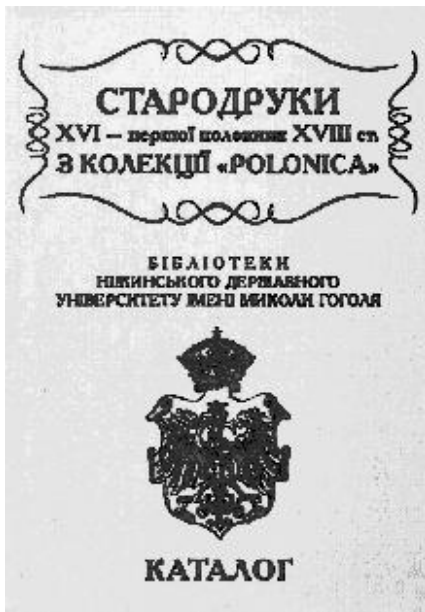 СТАРОДРУКИ
XVI — першої половини XVIII ст.
З КОЛЕКЦІЇ «POLONICA»
БІБЛІОТЕКИ
НІЖИНСЬКОГО ДЕРЖАВНОГО
УНІВЕРСИТЕТУ ІМЕНІ МИКОЛИ ГОГОЛЯ
КАТАЛОГ